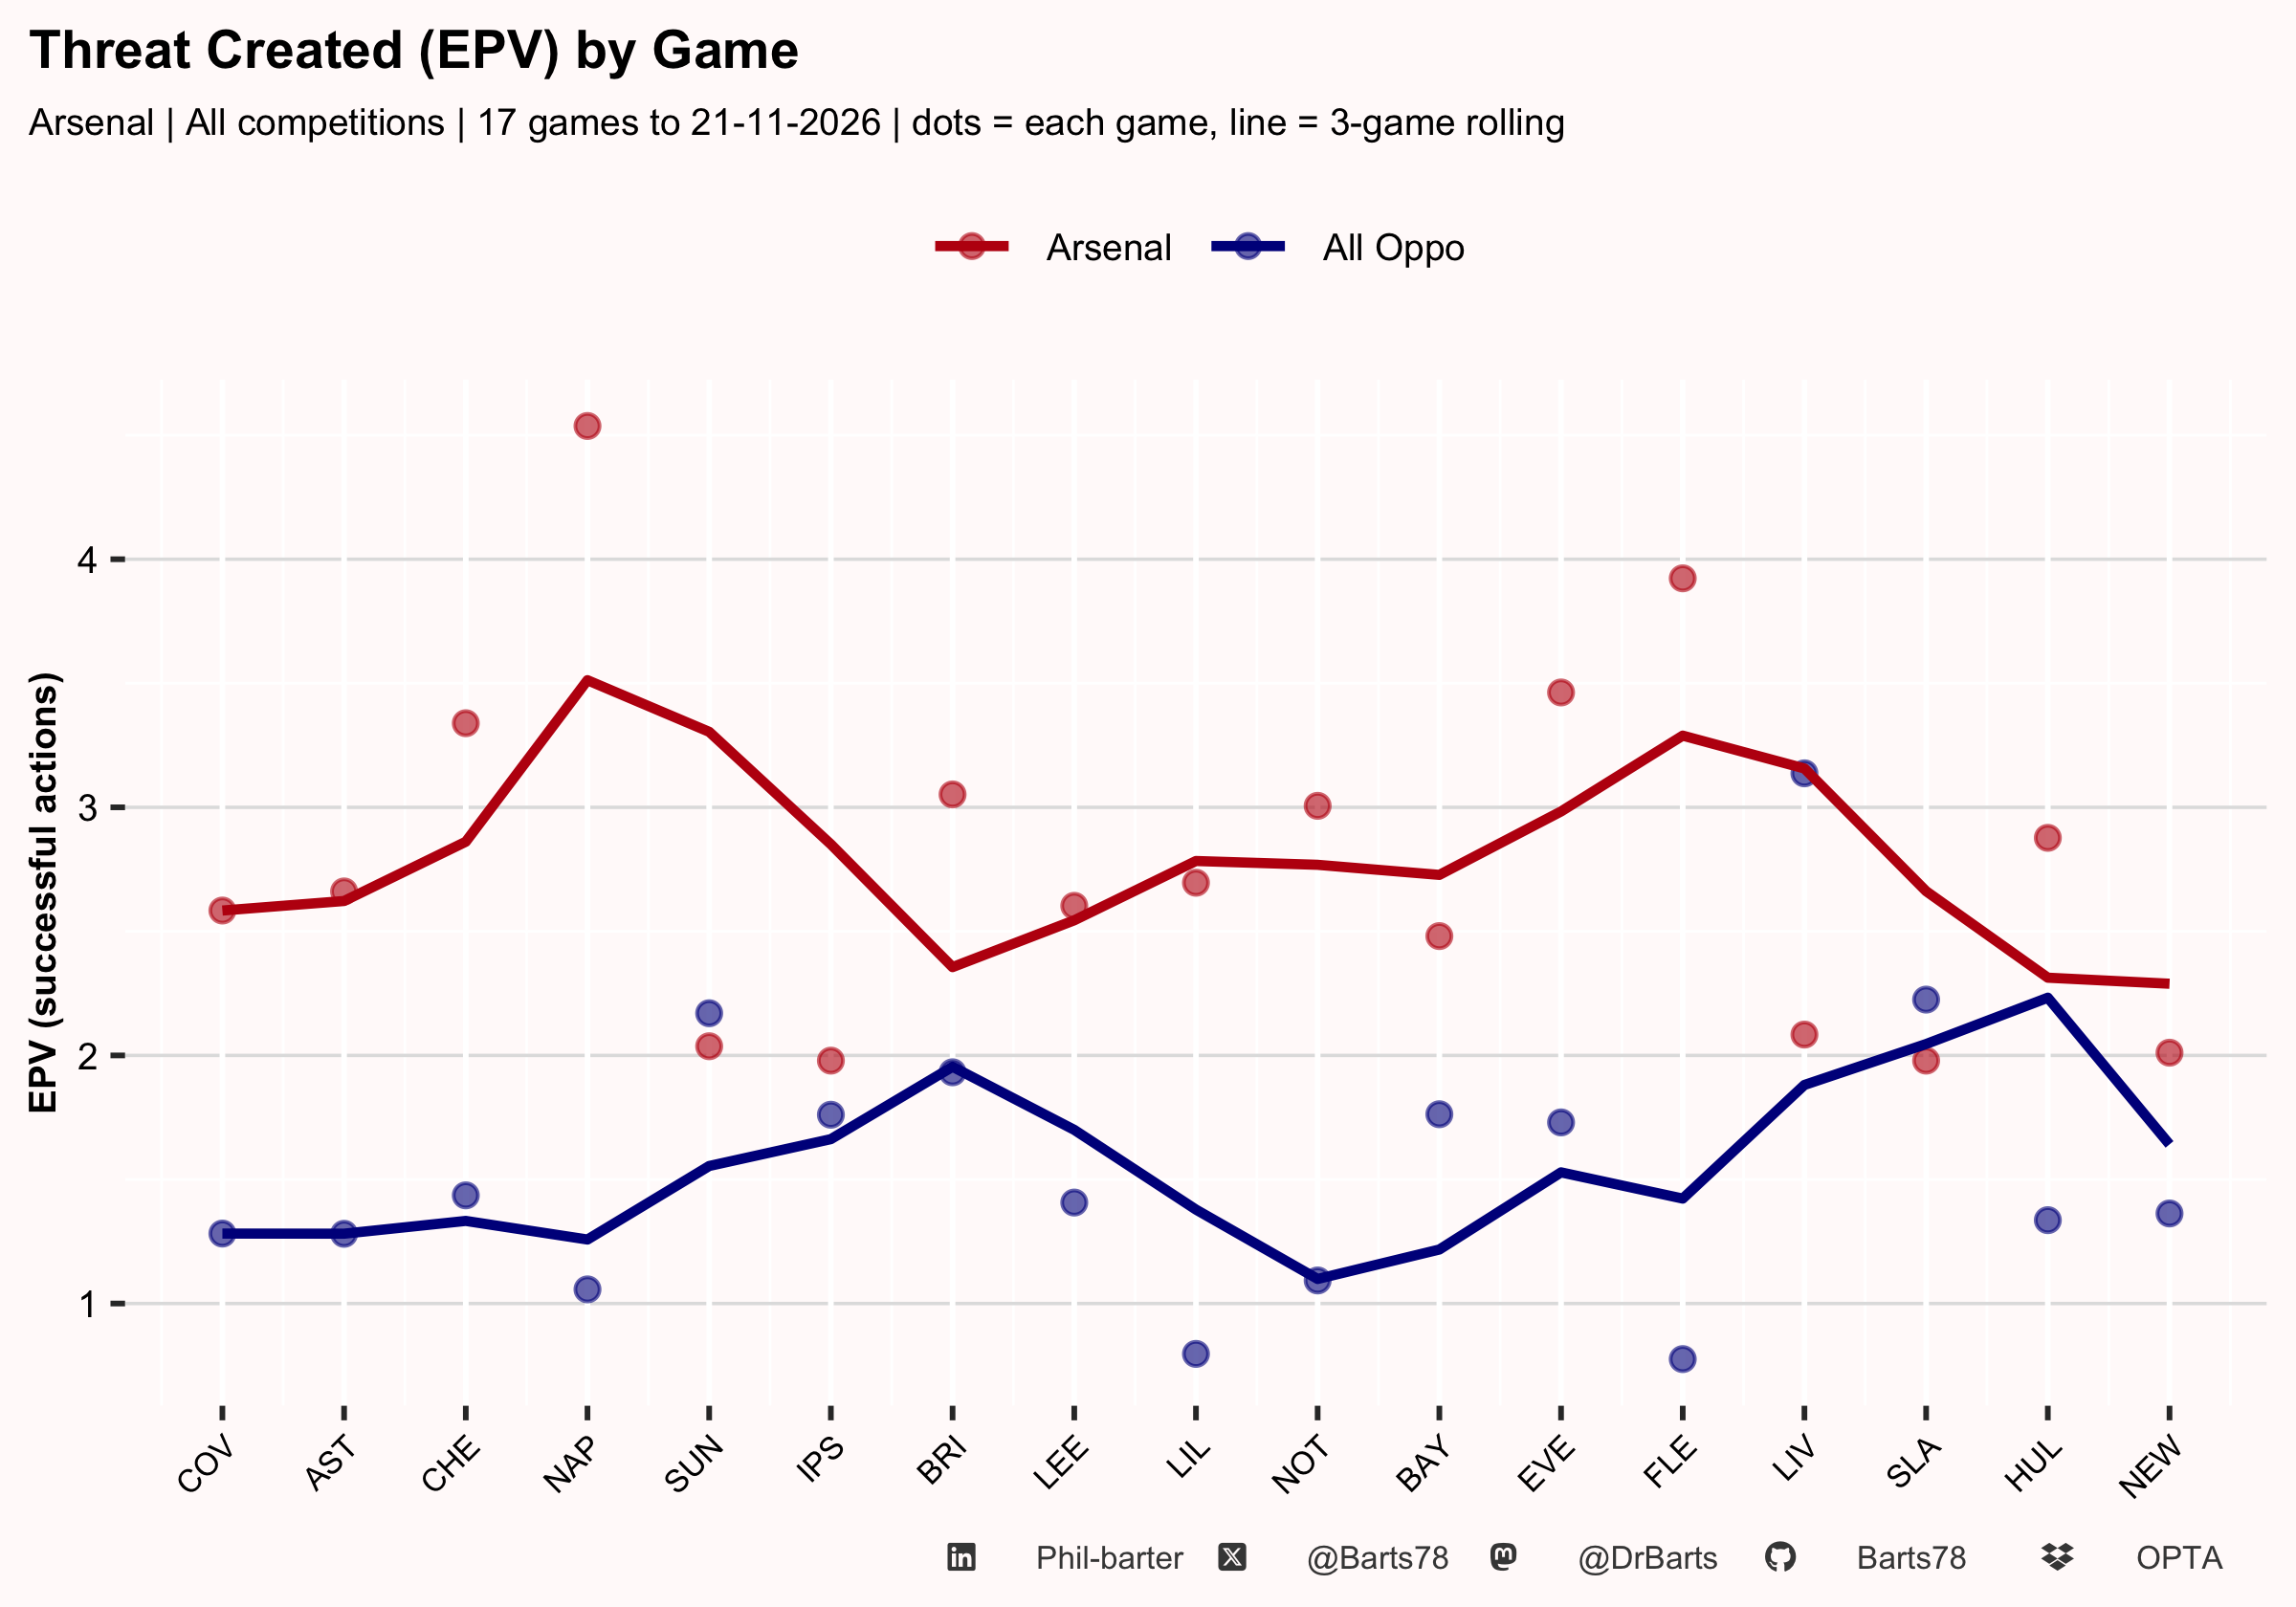 Threat Created (EPV) by Game
Arsenal | All competitions | 17 games to 21-11-2026 | dots = each game, line = 3-game rolling
Arsenal All Oppo
EPV (successful actions)
4
3
2
1
COV AST CHE NAP SUN IPS BRI LEE LIL NOT BAY EVE FLE LIV SLA HUL NEW
Phil-barter @Barts78 @DrBarts Barts78 OPTA